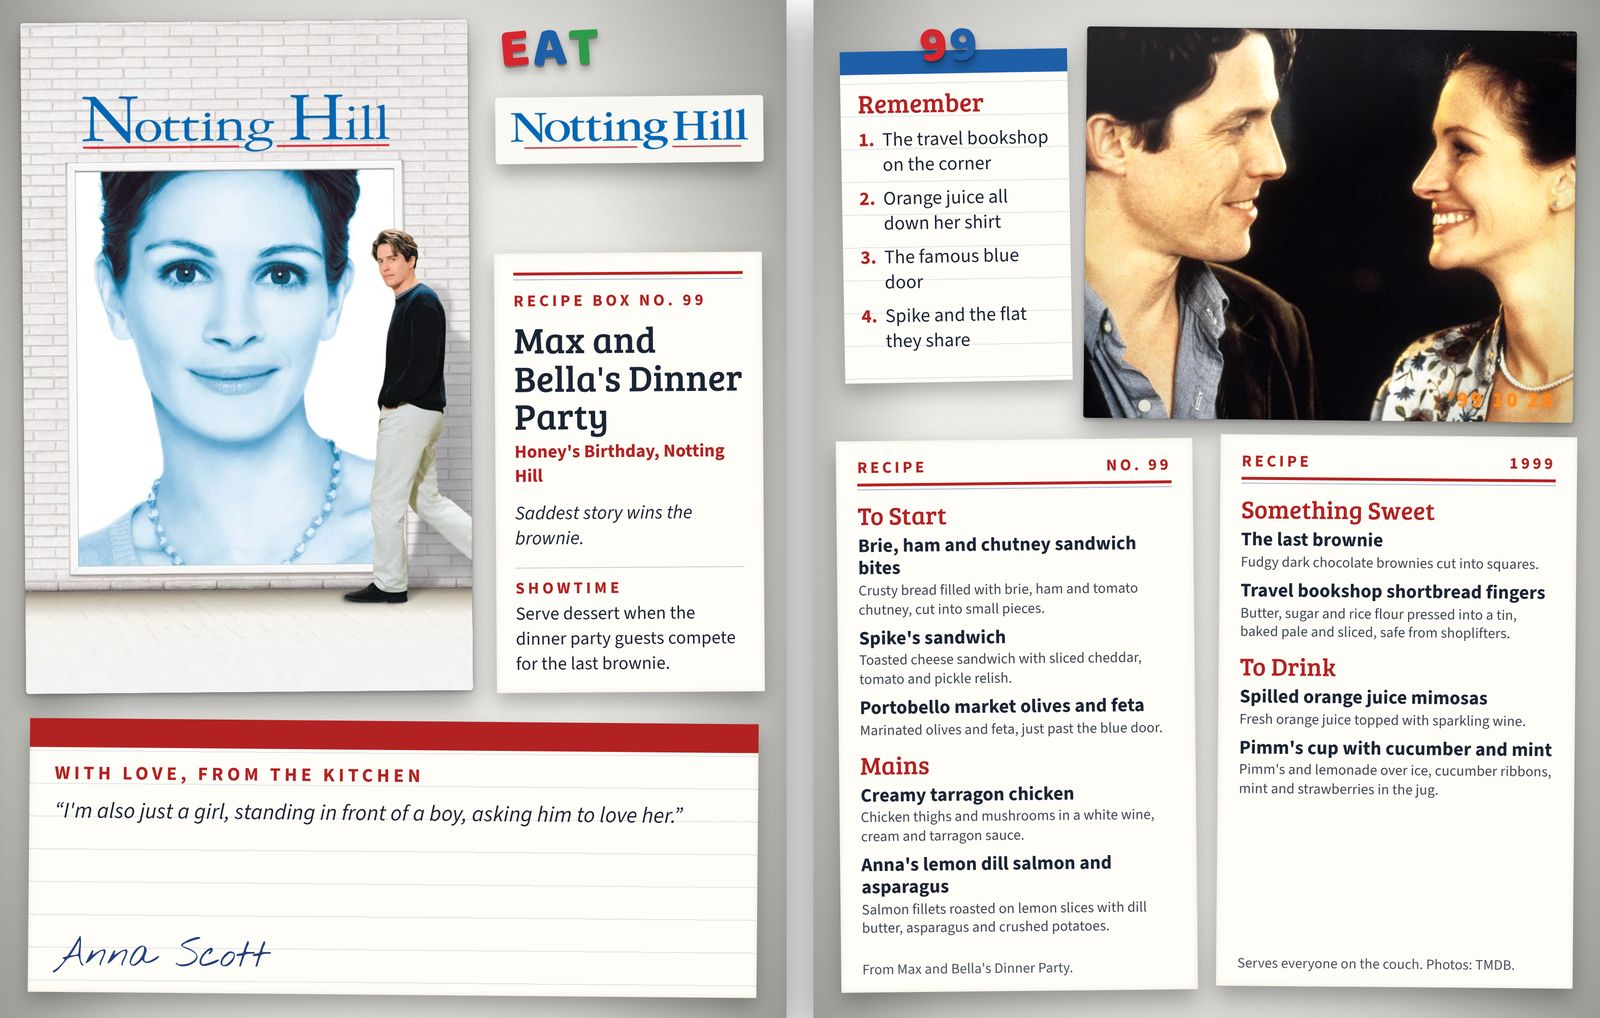 Notting Hill
EAT
Notting Hill
RECIPE BOX NO. 99
Max and
Bella's Dinner
Party
Honey's Birthday, Notting
Hill
Saddest story wins the
brownie.
SHOWTIME
Serve dessert when the
dinner party guests compete
for the last brownie.
WITH LOVE, FROM THE KITCHEN
“I'm also just a girl, standing in front of a boy, asking him to love her.”
Anna Scott
99
Remember
1. The travel bookshop
on the corner
2. Orange juice all
down her shirt
3. The famous blue
door
4. Spike and the flat
they share
'99 10 26
RECIPE NO. 99
To Start
Brie, ham and chutney sandwich
bites
Crusty bread filled with brie, ham and tomato
chutney, cut into small pieces.
Spike's sandwich
Toasted cheese sandwich with sliced cheddar,
tomato and pickle relish.
Portobello market olives and feta
Marinated olives and feta, just past the blue door.
Mains
Creamy tarragon chicken
Chicken thighs and mushrooms in a white wine,
cream and tarragon sauce.
Anna's lemon dill salmon and
asparagus
Salmon fillets roasted on lemon slices with dill
butter, asparagus and crushed potatoes.
From Max and Bella's Dinner Party.
RECIPE 1999
Something Sweet
The last brownie
Fudgy dark chocolate brownies cut into squares.
Travel bookshop shortbread fingers
Butter, sugar and rice flour pressed into a tin,
baked pale and sliced, safe from shoplifters.
To Drink
Spilled orange juice mimosas
Fresh orange juice topped with sparkling wine.
Pimm's cup with cucumber and mint
Pimm's and lemonade over ice, cucumber ribbons,
mint and strawberries in the jug.
Serves everyone on the couch. Photos: TMDB.